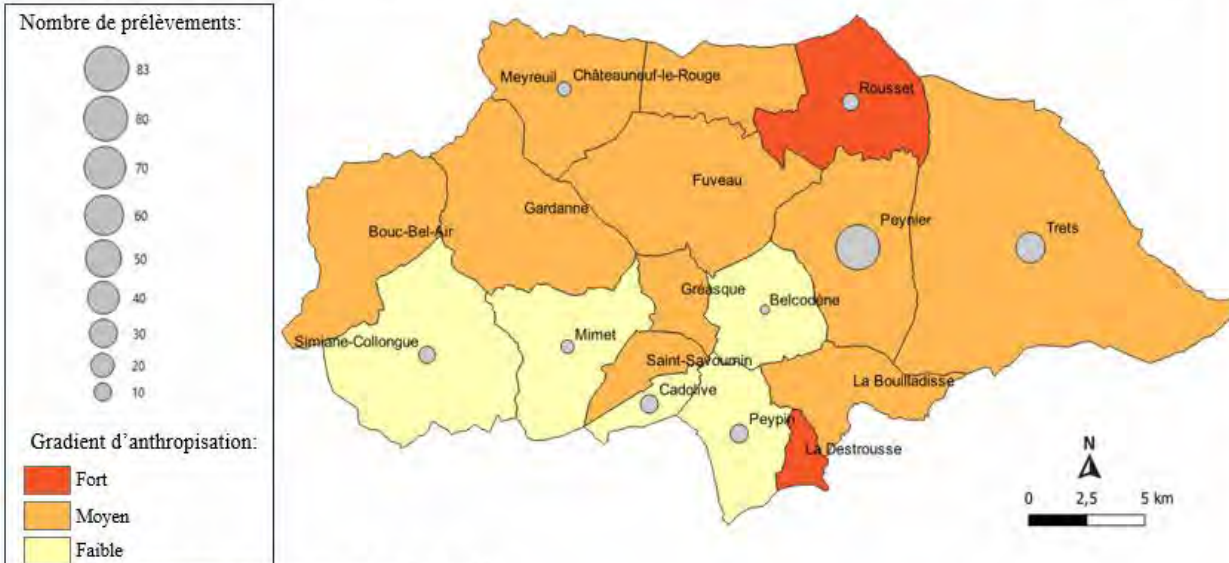 Nombre de prélèvements:
83
80
70
60
50
40
30
20
10
Gradient d’anthropisation:
Fort
Moyen
Faible
Meyreuil
Châteauneuf-le-Rouge
Rousset
Fuveau
Gardanne
Bouc-Bel-Air
Peynier
Trets
Gréasque
Belcodène
Simiane-Collongue
Mimet
Saint-Savournin
La Bouilladisse
Cadolive
Peypin
La Destrousse
N
0 2,5 5 km